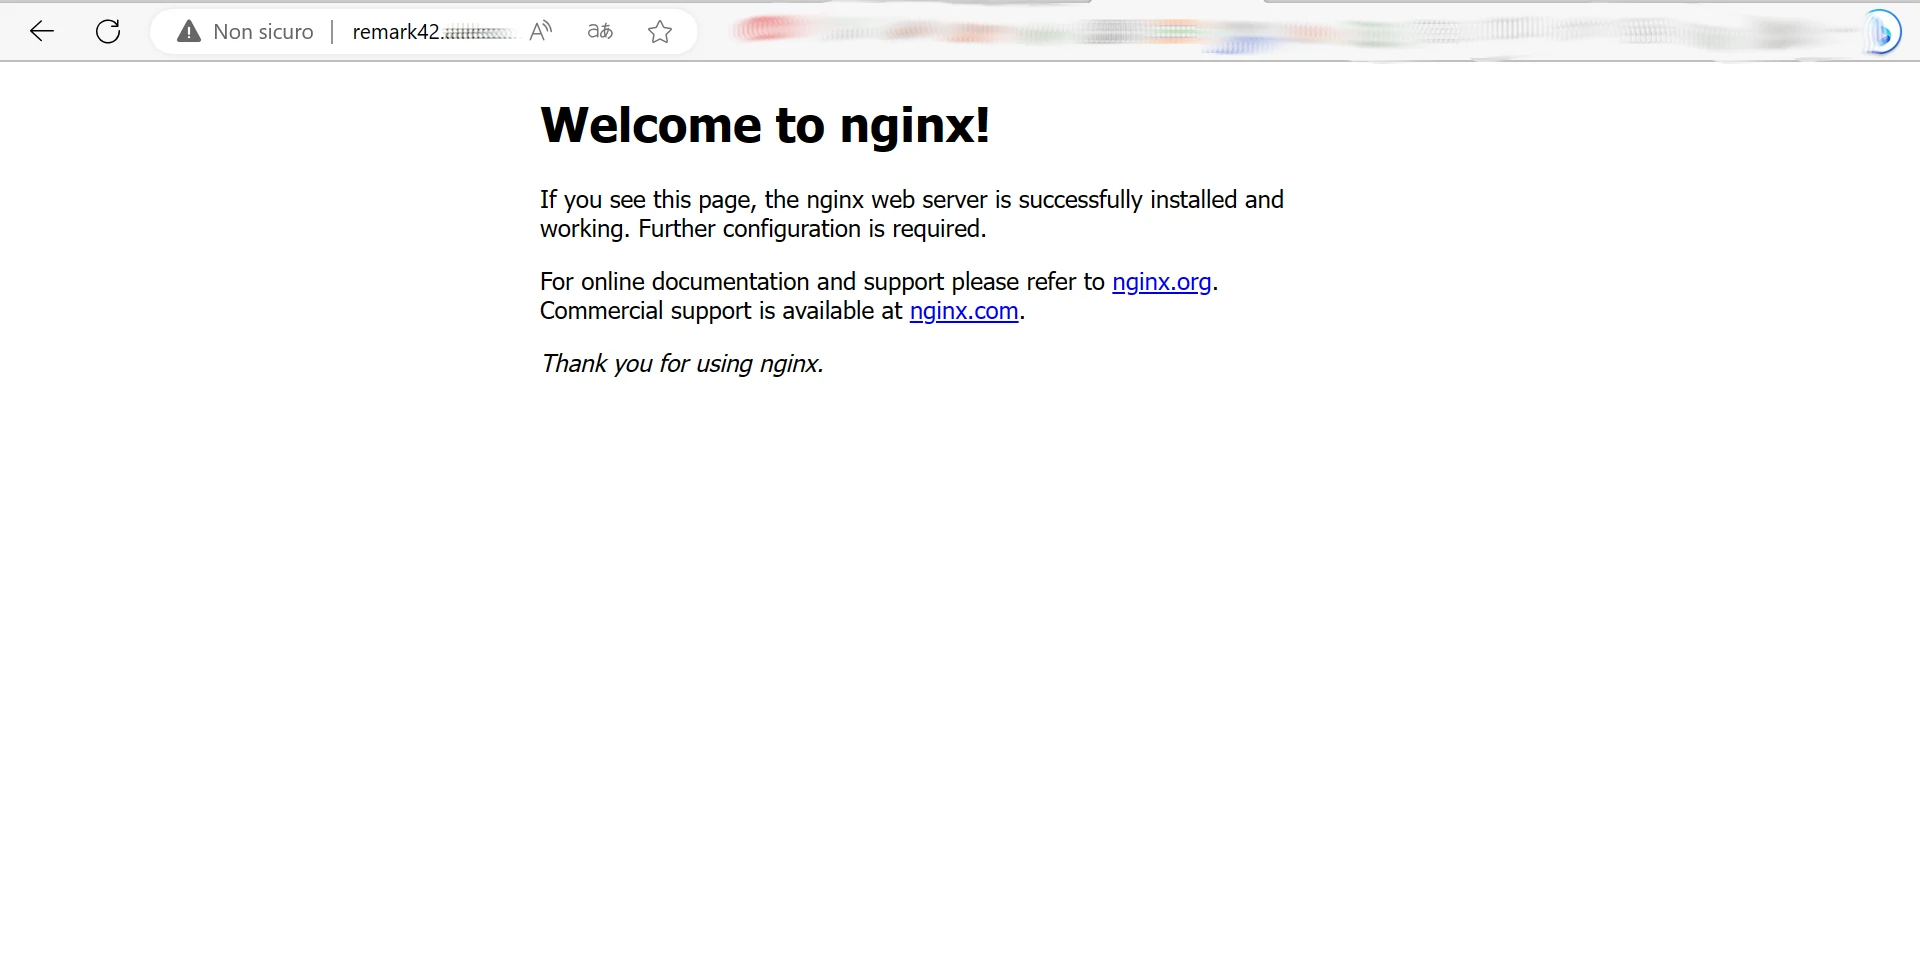 Non sicuro
remark42.
Welcome to nginx!
If you see this page, the nginx web server is successfully installed and
working. Further configuration is required.
For online documentation and support please refer to nginx.org.
Commercial support is available at nginx.com.
Thank you for using nginx.